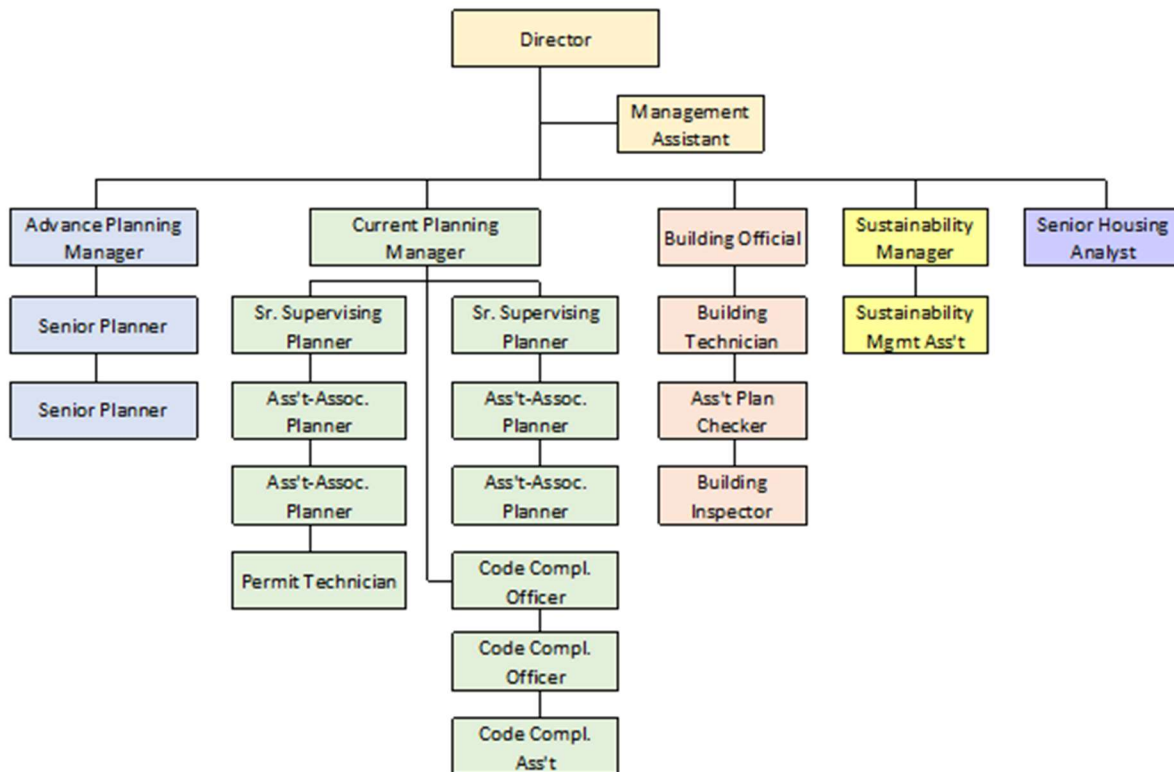 Director
Management
Assistant
Advance Planning
Manager
Current Planning
Manager
Building Official
Sustainability
Manager
Senior Housing
Analyst
Senior Planner
Sr. Supervising
Planner
Sr. Supervising
Planner
Building
Technician
Sustainability
Mgmt Ass't
Senior Planner
Ass't-Assoc.
Planner
Ass't-Assoc.
Planner
Ass't Plan
Checker
Ass't-Assoc.
Planner
Ass't-Assoc.
Planner
Building
Inspector
Permit Technician
Code Compl.
Officer
Code Compl.
Officer
Code Compl.
Ass't